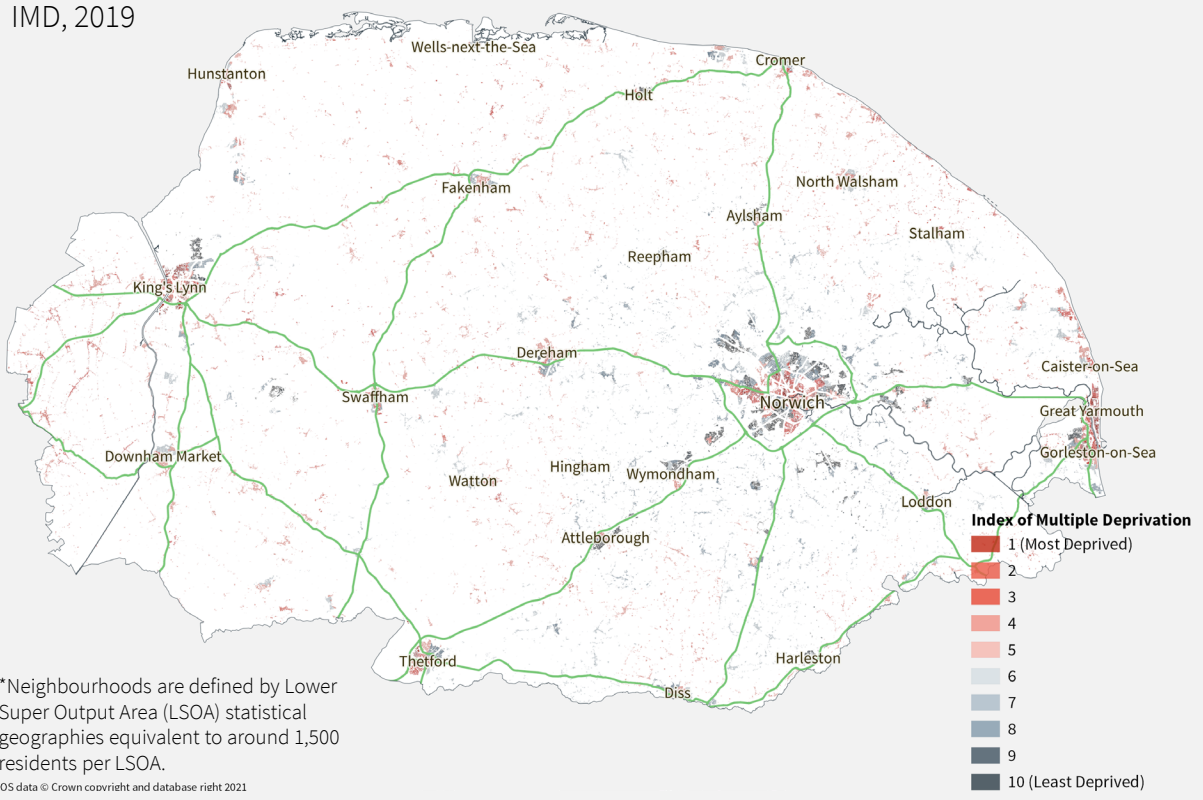 IMD, 2019
Wells-next-the-Sea
Cromer
Hunstanton
Holt
North Walsham
Fakenham
Aylsham
Stalham
Reepham
King's Lynn
Dereham
Caister-on-Sea
Swaffham
Norwich
Great Yarmouth
Gorleston-on-Sea
Downham Market
Hingham
Wymondham
Watton
Loddon
Attleborough
Thetford
Harleston
Diss
Index of Multiple Deprivation
1 (Most Deprived)
2
3
4
5
6
7
8
9
10 (Least Deprived)
*Neighbourhoods are defined by Lower
Super Output Area (LSOA) statistical
geographies equivalent to around 1,500
residents per LSOA.
OS data © Crown copyright and database right 2021